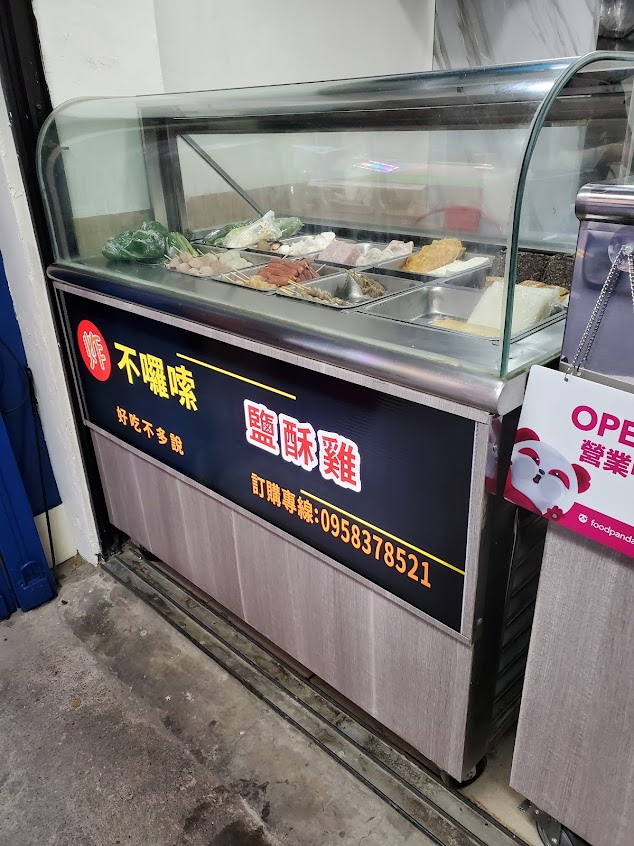 炸
不囉嗦
好吃不多說
鹽酥雞
訂購專線:0958378521
OPE
營業
foodpanda